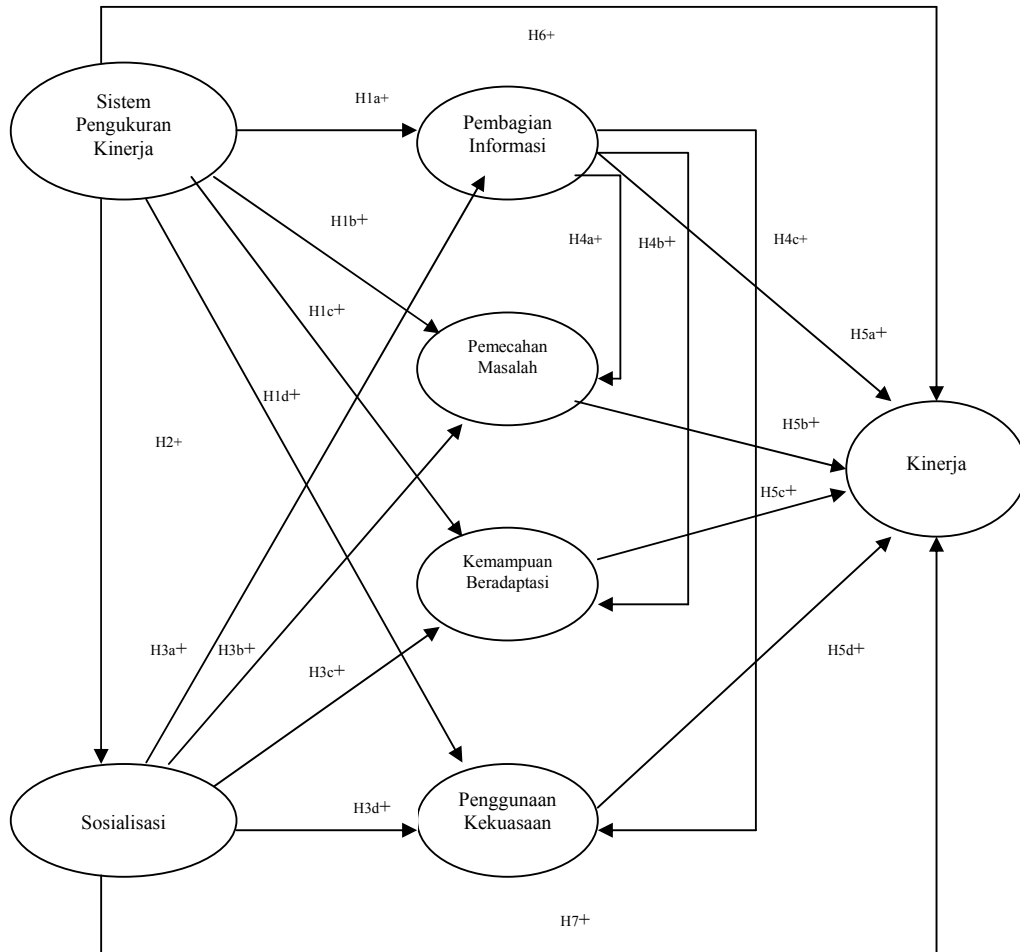 H6+
Sistem
Pengukuran
Kinerja
H1a+
Pembagian
Informasi
H1b+
H4a+
H4b+
H4c+
H1c+
H5a+
Pemecahan
Masalah
H1d+
H2+
H5b+
Kinerja
H5c+
Kemampuan
Beradaptasi
H3a+
H3b+
H3c+
H5d+
Sosialisasi
H3d+
Penggunaan
Kekuasaan
H7+